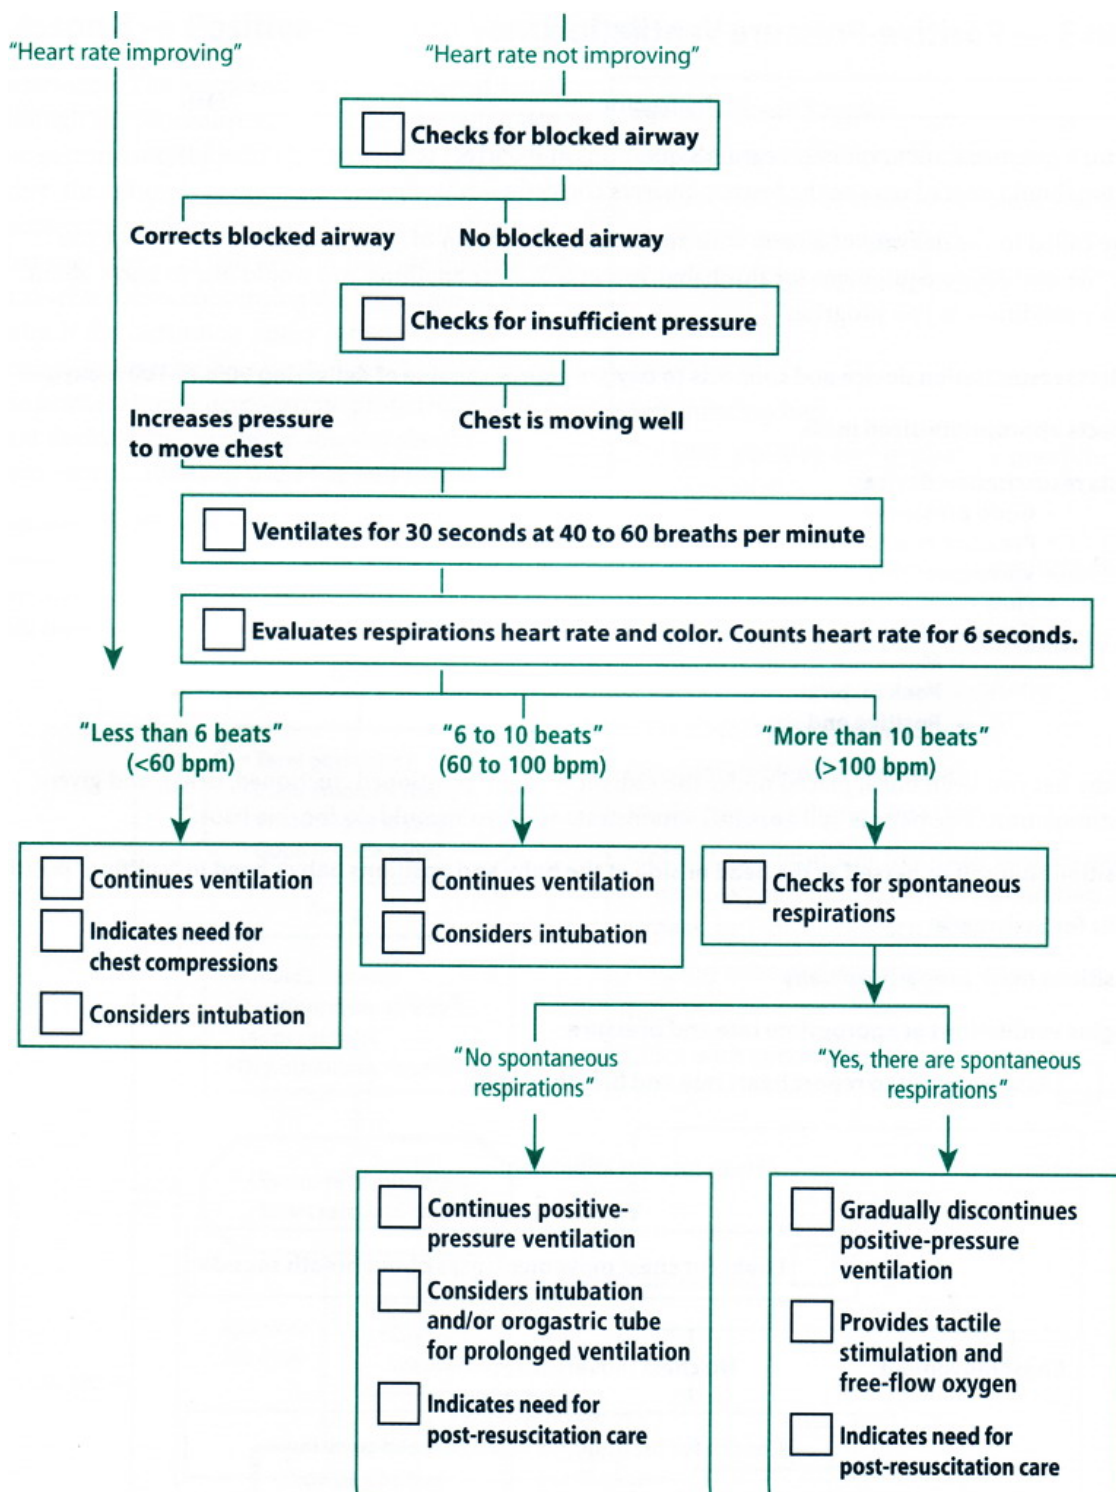 “Heart rate improving”
“Heart rate not improving”
Checks for blocked airway
Corrects blocked airway
No blocked airway
Checks for insufficient pressure
Increases pressure
to move chest
Chest is moving well
Ventilates for 30 seconds at 40 to 60 breaths per minute
Evaluates respirations heart rate and color. Counts heart rate for 6 seconds.
“Less than 6 beats”
(<60 bpm)
“6 to 10 beats”
(60 to 100 bpm)
“More than 10 beats”
(>100 bpm)
Continues ventilation
Indicates need for
chest compressions
Considers intubation
Continues ventilation
Considers intubation
Checks for spontaneous
respirations
“No spontaneous
respirations”
“Yes, there are spontaneous
respirations”
Continues positive-
pressure ventilation
Considers intubation
and/or orogastric tube
for prolonged ventilation
Indicates need for
post-resuscitation care
Gradually discontinues
positive-pressure
ventilation
Provides tactile
stimulation and
free-flow oxygen
Indicates need for
post-resuscitation care